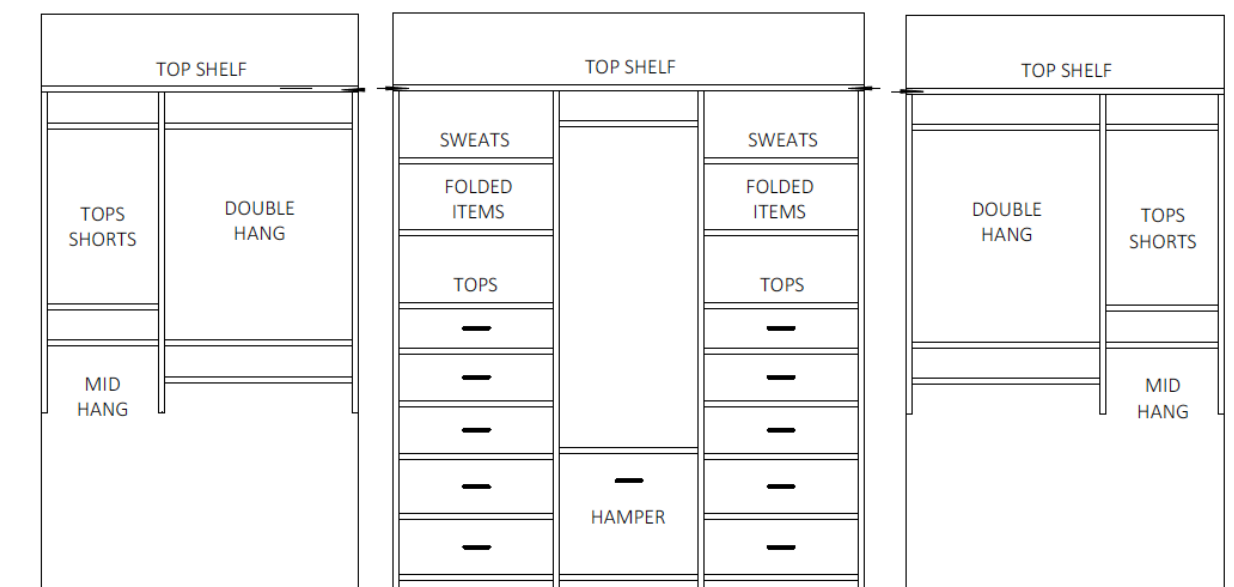 TOP SHELF
TOPS
SHORTS
DOUBLE
HANG
MID
HANG
TOP SHELF
SWEATS
FOLDED
ITEMS
TOPS
HAMPER
SWEATS
FOLDED
ITEMS
TOPS
TOP SHELF
DOUBLE
HANG
TOPS
SHORTS
MID
HANG